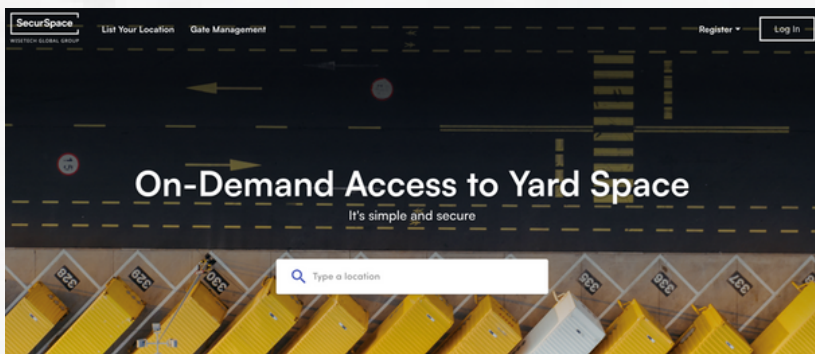 SecurSpace
WISETECH GLOBAL GROUP
List Your Location
Gate Management
Register
Log In
On-Demand Access to Yard Space
It's simple and secure
Type a location
328
329
330
335
336
337